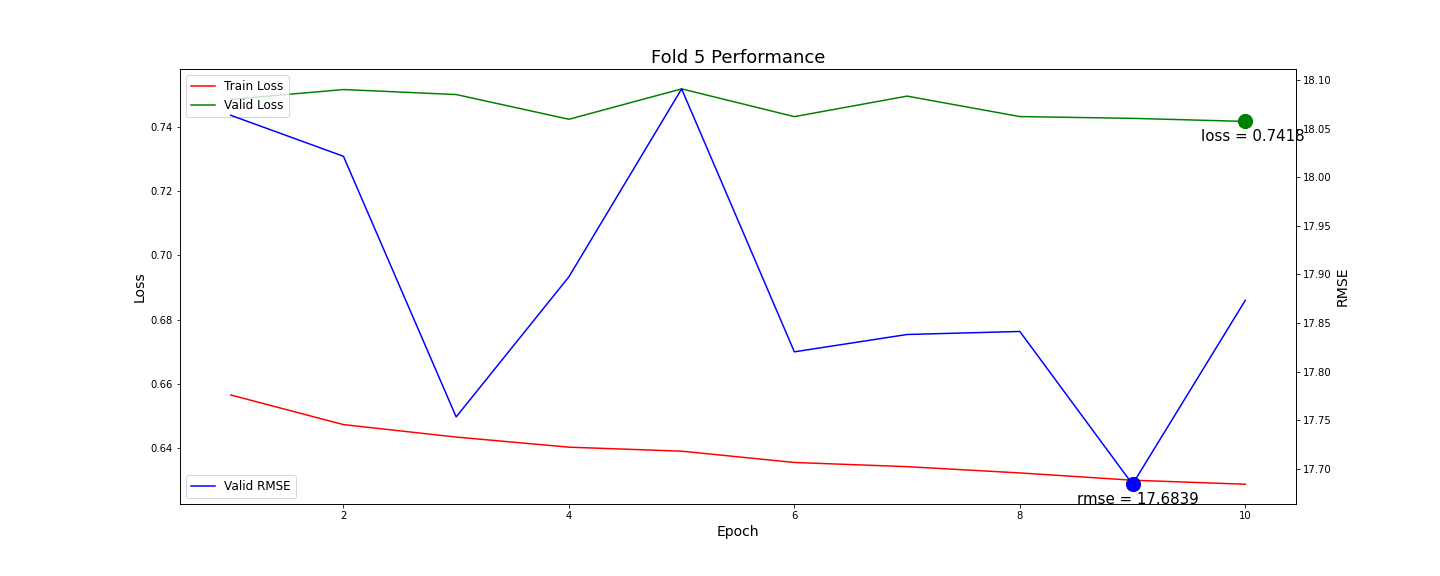 Fold 5 Performance
Train Loss
Valid Loss
Valid RMSE
loss = 0.7418
rmse = 17.6839
Loss
0.74
0.72
0.70
0.68
0.66
0.64
RMSE
18.10
18.05
18.00
17.95
17.90
17.85
17.80
17.75
17.70
2
4
6
8
10
Epoch